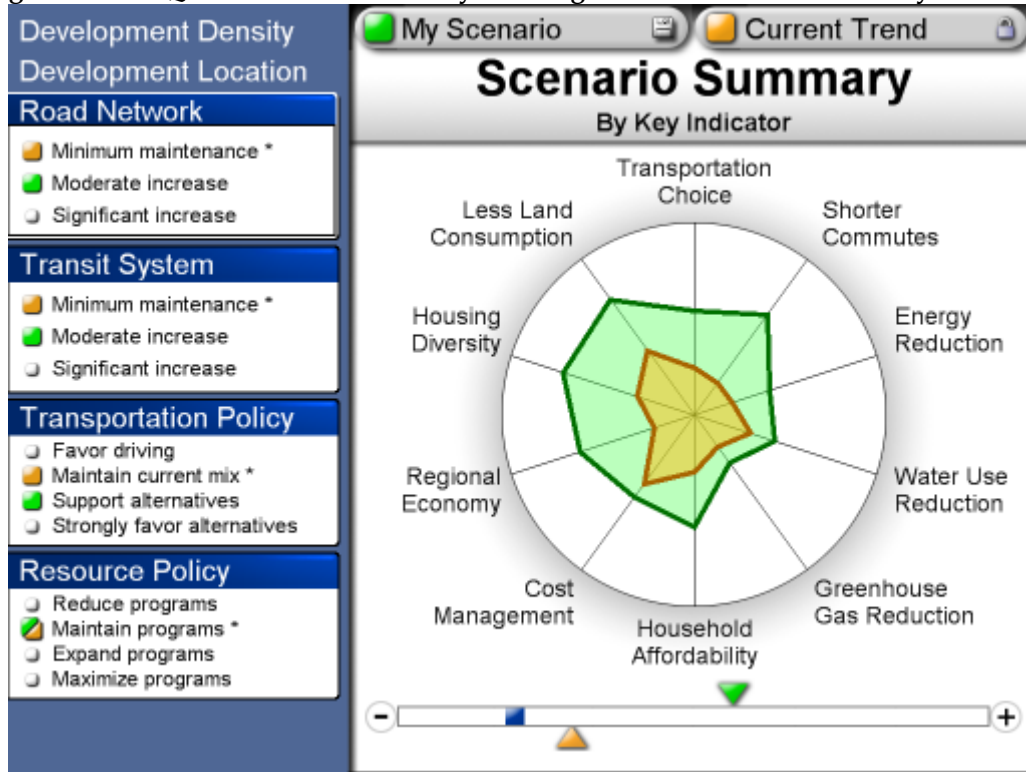 Development Density
Development Location
Road Network
Minimum maintenance *
Moderate increase
Significant increase
Transit System
Minimum maintenance *
Moderate increase
Significant increase
Transportation Policy
Favor driving
Maintain current mix *
Support alternatives
Strongly favor alternatives
Resource Policy
Reduce programs
Maintain programs *
Expand programs
Maximize programs
My Scenario
Current Trend
Scenario Summary
By Key Indicator
Transportation
Choice
Shorter
Commutes
Energy
Reduction
Water Use
Reduction
Greenhouse
Gas Reduction
Household
Affordability
Cost
Management
Regional
Economy
Housing
Diversity
Less Land
Consumption
− +